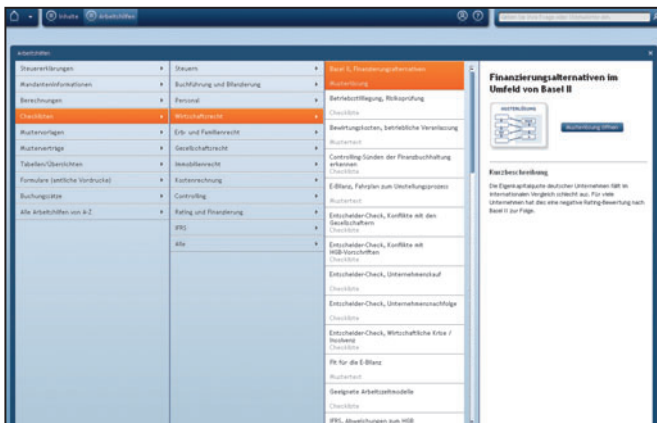 Inhalte
Arbeitshilfen
Arbeitshilfen
Steuererklärungen
Mandanteninformationen
Berechnungen
Checklisten
Mustervorlagen
Musterverträge
Tabellen/Übersichten
Formulare (amtliche Vordrucke)
Buchungssätze
Alle Arbeitshilfen von A-Z
Steuern
Buchführung und Bilanzierung
Personal
Wirtschaftsrecht
Erb- und Familienrecht
Gesellschaftsrecht
Immobilienrecht
Kostenrechnung
Controlling
Rating und Finanzierung
IFRS
Alle
Basel II, Finanzierungsalternativen
Musterlösung
Betriebsstilllegung, Risikoprüfung
Checkliste
Bewirtungskosten, betriebliche Veranlassung
Mustertext
Controlling-Sünden der Finanzbuchhaltung
erkennen
Checkliste
E-Bilanz, Fahrplan zum Umstellungsprozess
Mustertext
Entscheider-Check, Konflikte mit den
Gesellschaftern
Checkliste
Entscheider-Check, Konflikte mit
HGB-Vorschriften
Checkliste
Entscheider-Check, Unternehmenskauf
Checkliste
Entscheider-Check, Unternehmensnachfolge
Checkliste
Entscheider-Check, Wirtschaftliche Krise /
Insolvenz
Checkliste
Fit für die E-Bilanz
Mustertext
Geeignete Arbeitszeitmodelle
Checkliste
IFRS, Abweichungen zum HGB
Finanzierungsalternativen im
Umfeld von Basel II
MUSTERLÖSUNG
Musterlösung öffnen
Kurzbeschreibung
Die Eigenkapitalquote deutscher Unternehmen fällt im
internationalen Vergleich schlecht aus. Für viele
Unternehmen hat dies eine negative Rating-Bewertung nach
Basel II zur Folge.